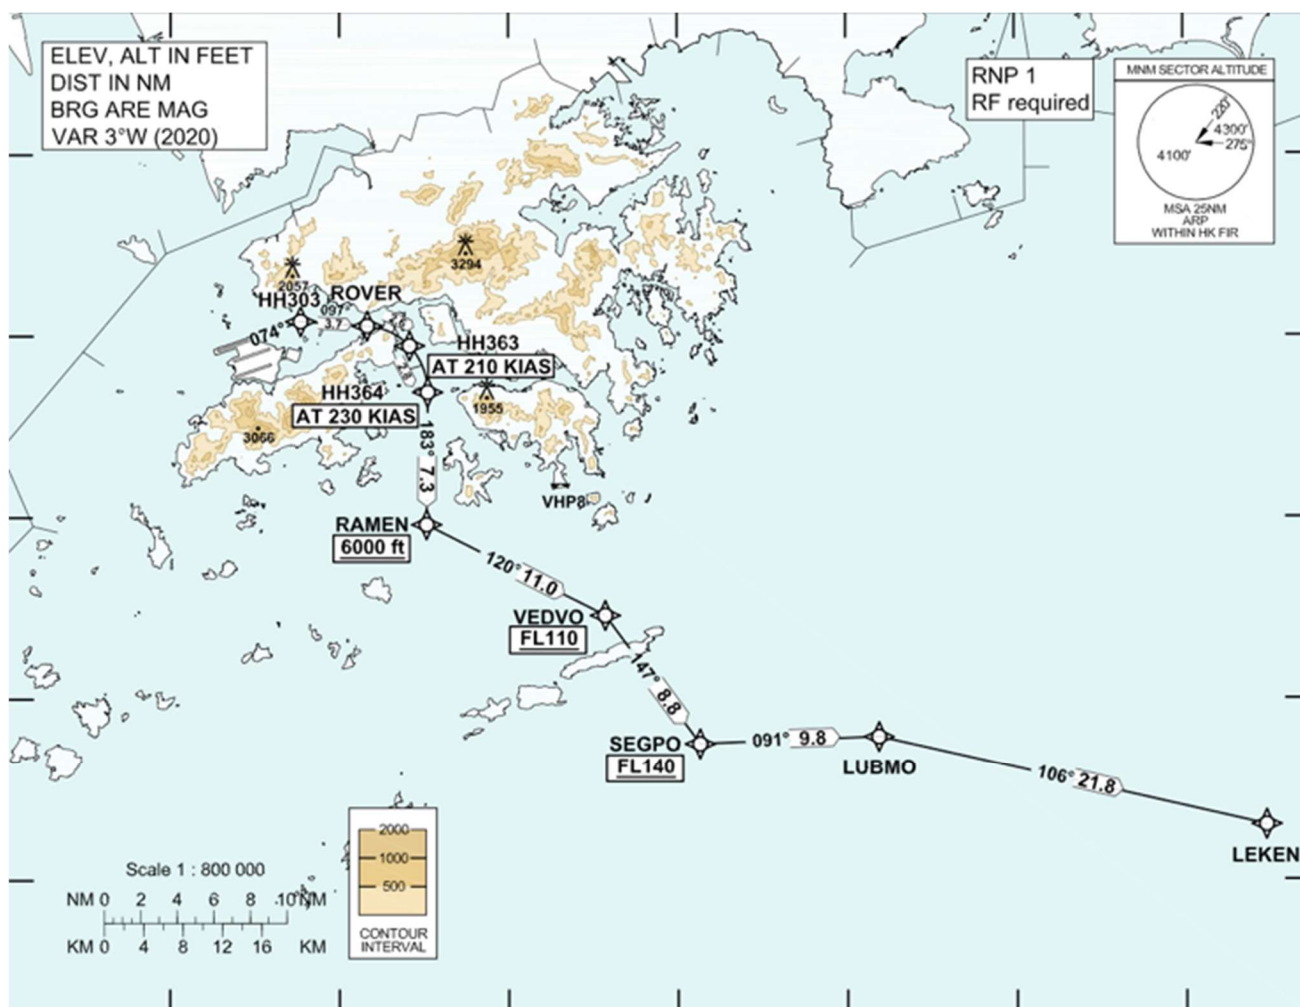 ELEV, ALT IN FEET
DIST IN NM
BRG ARE MAG
VAR 3°W (2020)
RNP 1
RF required
MNM SECTOR ALTITUDE
220°
4300'
275°
4100'
MSA 25NM
ARP
WITHIN HK FIR
3294
2057
HH303
ROVER
097°
3.7
074°
HH363
AT 210 KIAS
HH364
AT 230 KIAS
1955
3066
183° 7.3
VHP8
RAMEN
6000 ft
120° 11.0
VEDVO
FL110
147° 8.8
SEGPO
FL140
091° 9.8
LUBMO
106° 21.8
LEKEN
2000
1000
500
CONTOUR
INTERVAL
Scale 1 : 800 000
NM 0 2 4 6 8 10 NM
KM 0 4 8 12 16 KM